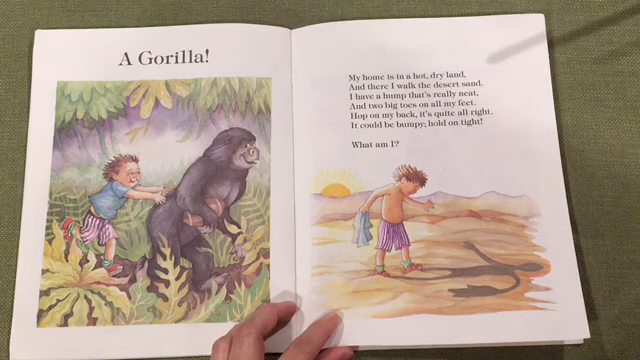 A Gorilla!
My home is in a hot, dry land,
And there I walk the desert sand.
I have a hump that's really neat,
And two big toes on all my feet.
Hop on my back, it's quite all right.
It could be bumpy; hold on tight!
What am I?